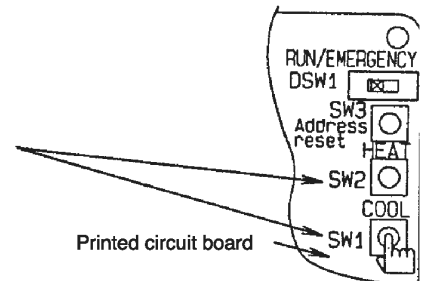 RUN/EMERGENCY
DSW1
SW3
Address
reset
HEAT
SW2
COOL
SW1
Printed circuit board